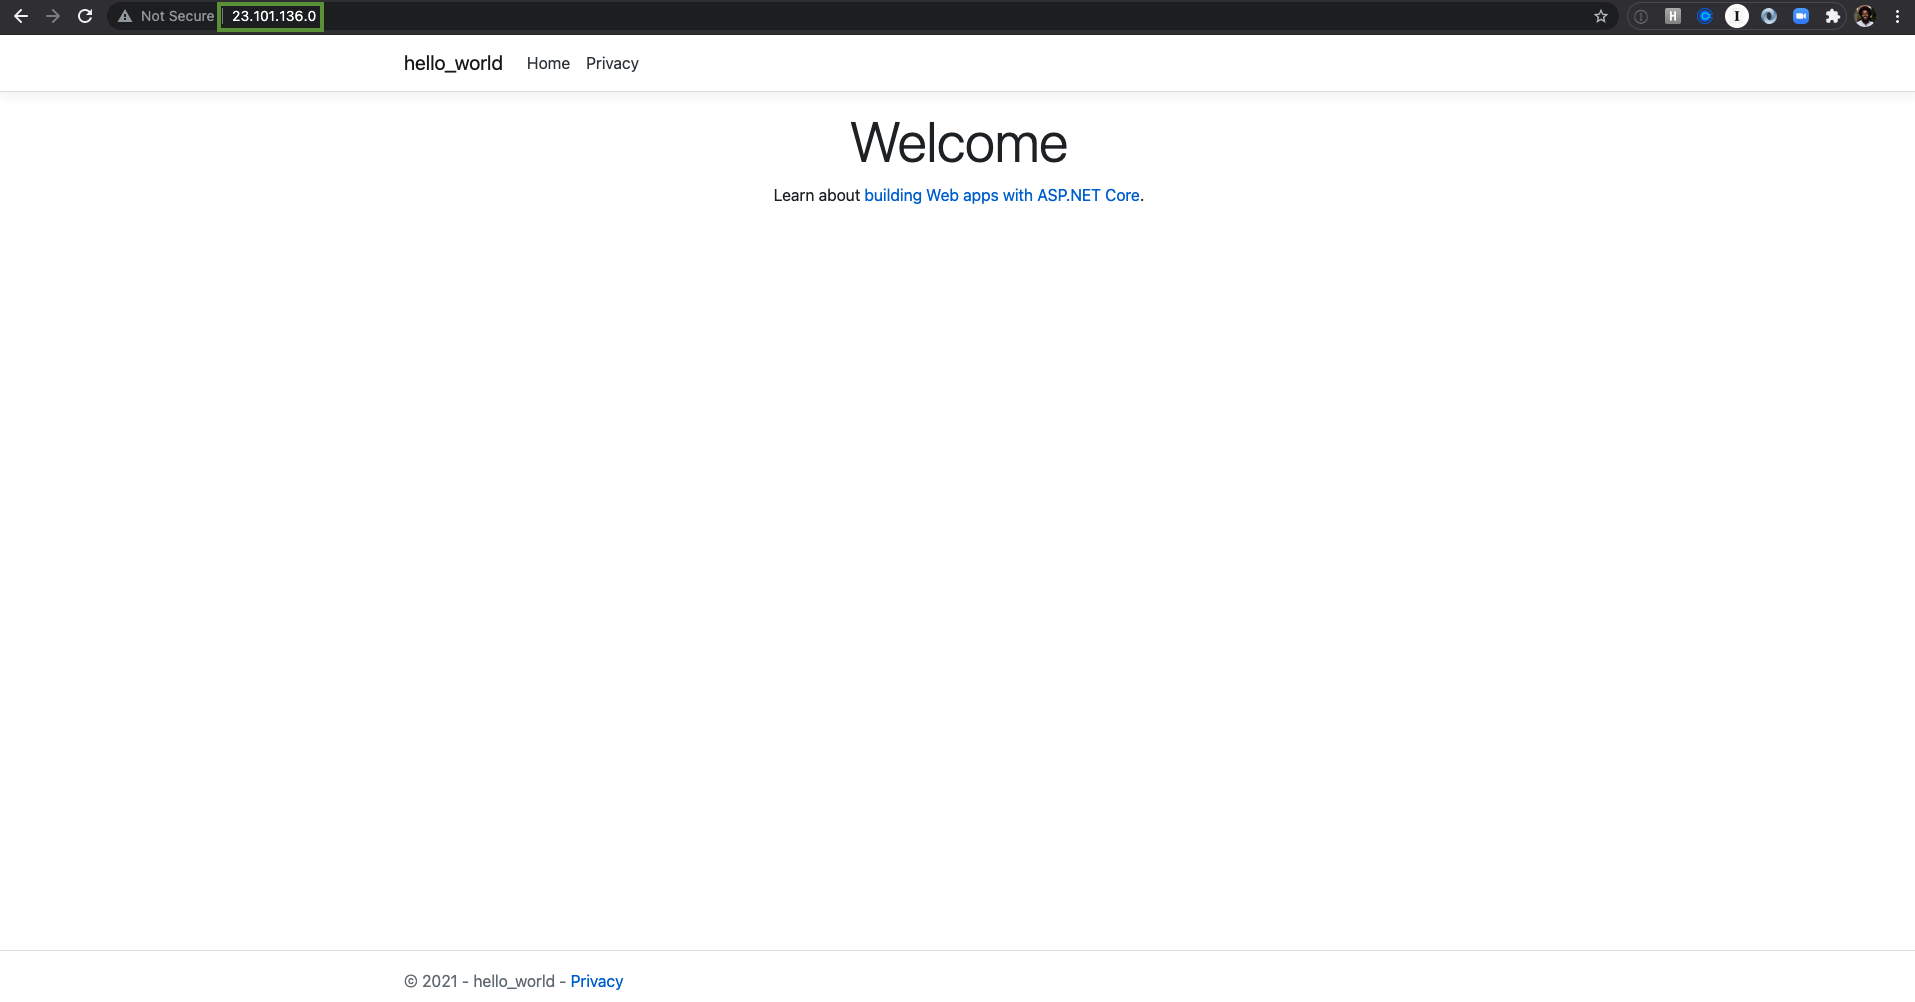 Not Secure 23.101.136.0
hello_world Home Privacy
Welcome
Learn about building Web apps with ASP.NET Core.
© 2021 - hello_world - Privacy